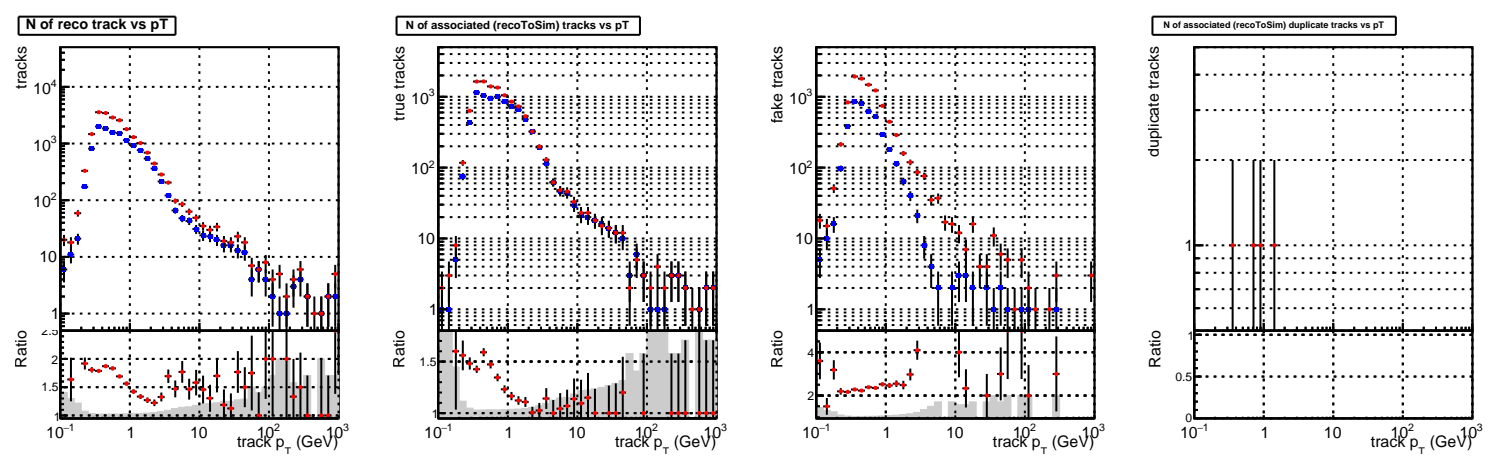 N of reco track vs pT
tracks
10^4
10^3
10^2
10
1
Ratio
2.5
2
1.5
1
10^-1 1 10 10^2 10^3
track p_T (GeV)
N of associated (recoToSim) tracks vs pT
true tracks
10^3
10^2
10
1
Ratio
1.5
1
10^-1 1 10 10^2 10^3
track p_T (GeV)
fake tracks
10^3
10^2
10
1
Ratio
4
2
10^-1 1 10 10^2 10^3
track p_T (GeV)
N of associated (recoToSim) duplicate tracks vs pT
duplicate tracks
1
Ratio
1
0.5
0
10^-1 1 10 10^2 10^3
track p_T (GeV)